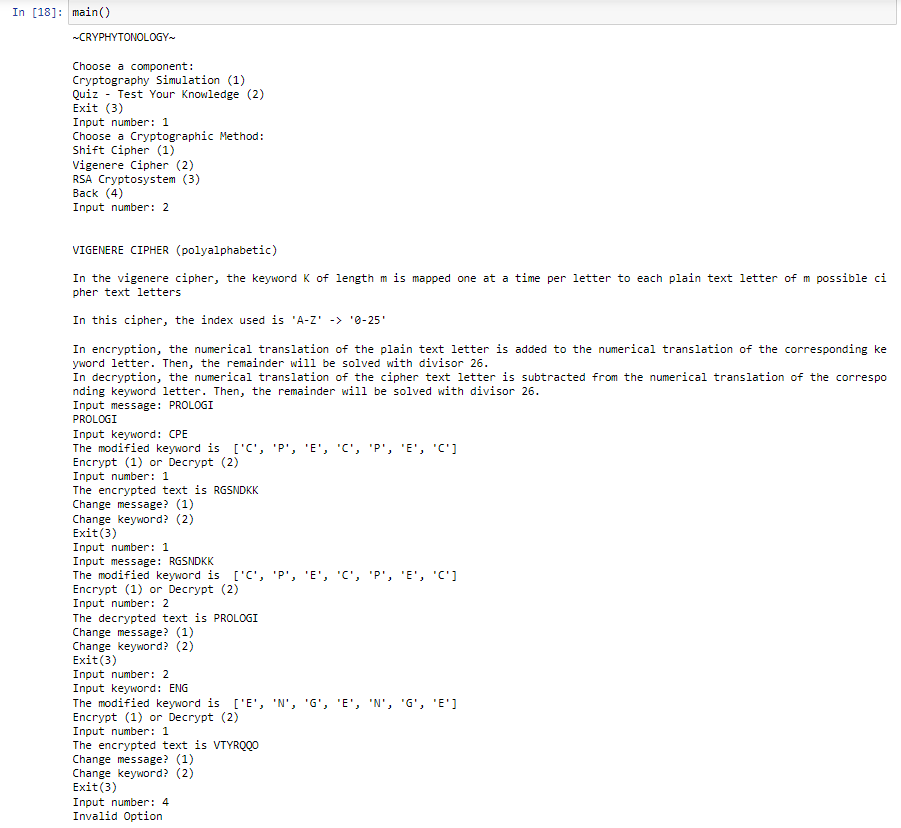 In [18]: main()
~CRYPHYTONOLOGY~
Choose a component:
Cryptography Simulation (1)
Quiz - Test Your Knowledge (2)
Exit (3)
Input number: 1
Choose a Cryptographic Method:
Shift Cipher (1)
Vigenere Cipher (2)
RSA Cryptosystem (3)
Back (4)
Input number: 2
VIGENERE CIPHER (polyalphabetic)
In the vigenere cipher, the keyword K of length m is mapped one at a time per letter to each plain text letter of m possible ci
pher text letters
In this cipher, the index used is 'A-Z' -> '0-25'
In encryption, the numerical translation of the plain text letter is added to the numerical translation of the corresponding ke
yword letter. Then, the remainder will be solved with divisor 26.
In decryption, the numerical translation of the cipher text letter is subtracted from the numerical translation of the correspo
nding keyword letter. Then, the remainder will be solved with divisor 26.
Input message: PROLOGI
PROLOGI
Input keyword: CPE
The modified keyword is  ['C', 'P', 'E', 'C', 'P', 'E', 'C']
Encrypt (1) or Decrypt (2)
Input number: 1
The encrypted text is RGSNDKK
Change message? (1)
Change keyword? (2)
Exit(3)
Input number: 1
Input message: RGSNDKK
The modified keyword is  ['C', 'P', 'E', 'C', 'P', 'E', 'C']
Encrypt (1) or Decrypt (2)
Input number: 2
The decrypted text is PROLOGI
Change message? (1)
Change keyword? (2)
Exit(3)
Input number: 2
Input keyword: ENG
The modified keyword is  ['E', 'N', 'G', 'E', 'N', 'G', 'E']
Encrypt (1) or Decrypt (2)
Input number: 1
The encrypted text is VTYRQQO
Change message? (1)
Change keyword? (2)
Exit(3)
Input number: 4
Invalid Option